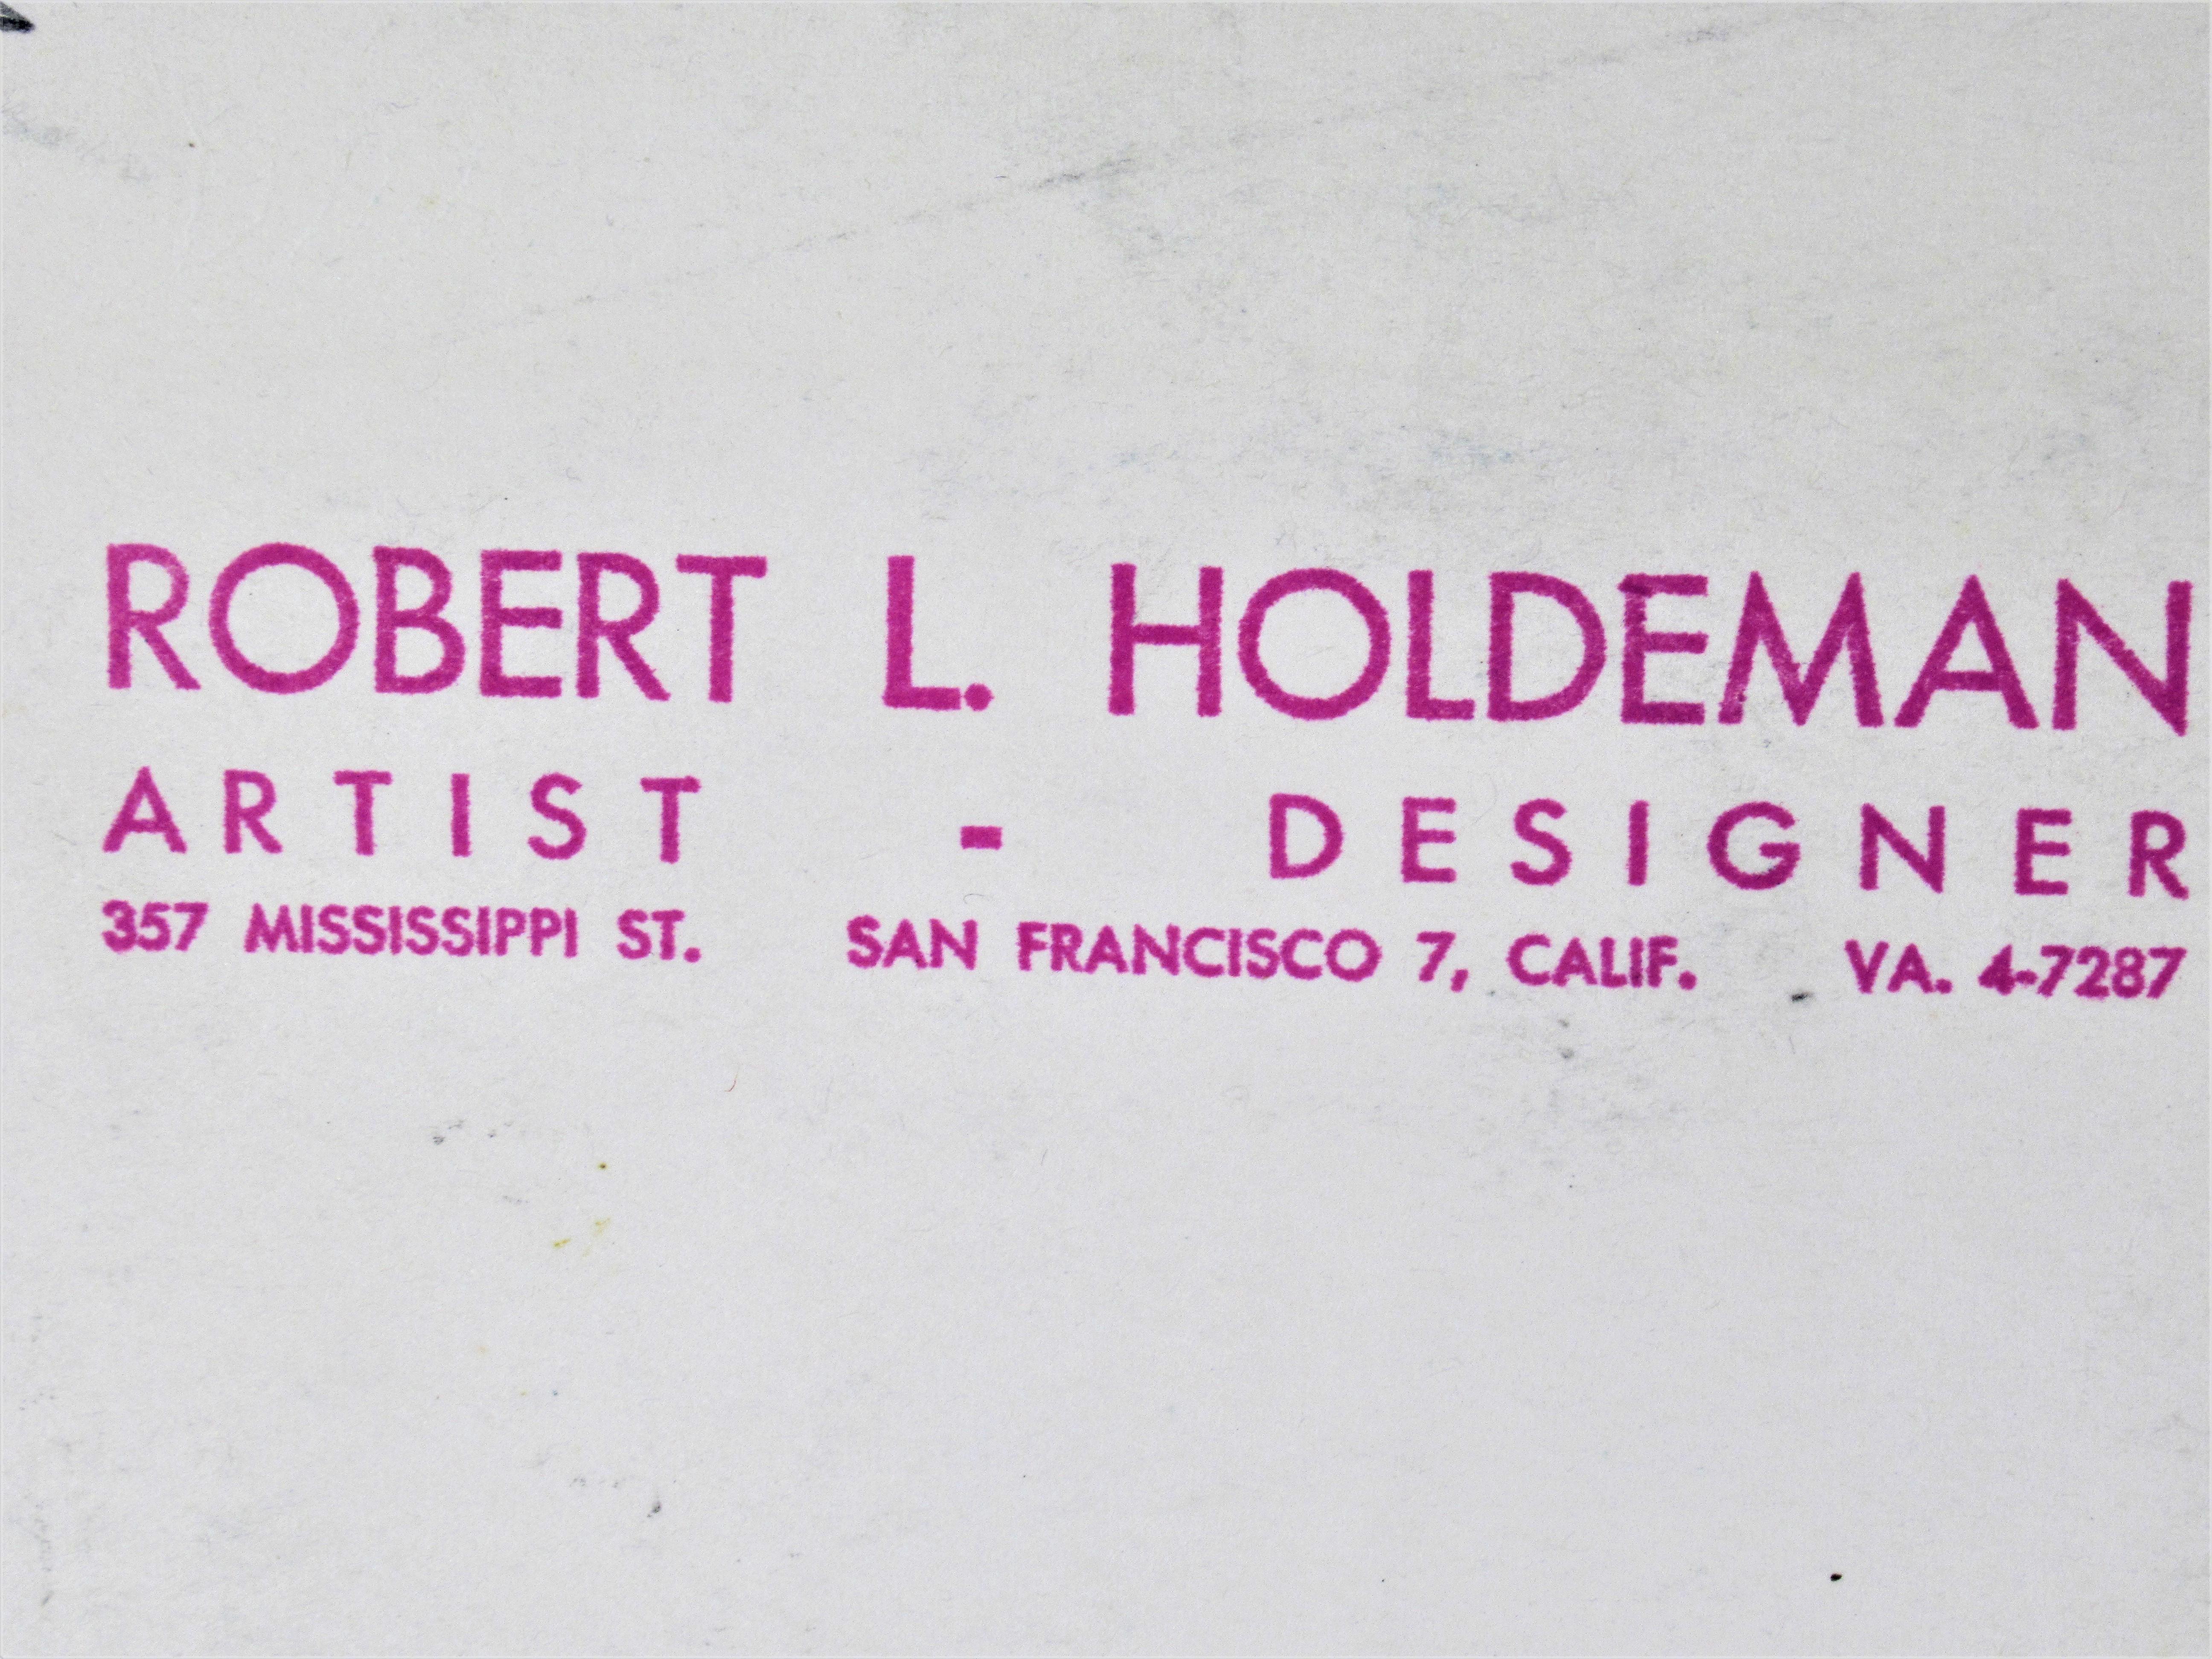 ROBERT L. HOLDEMAN
ARTIST - DESIGNER
357 MISSISSIPPI ST. SAN FRANCISCO 7, CALIF. VA. 4-7287